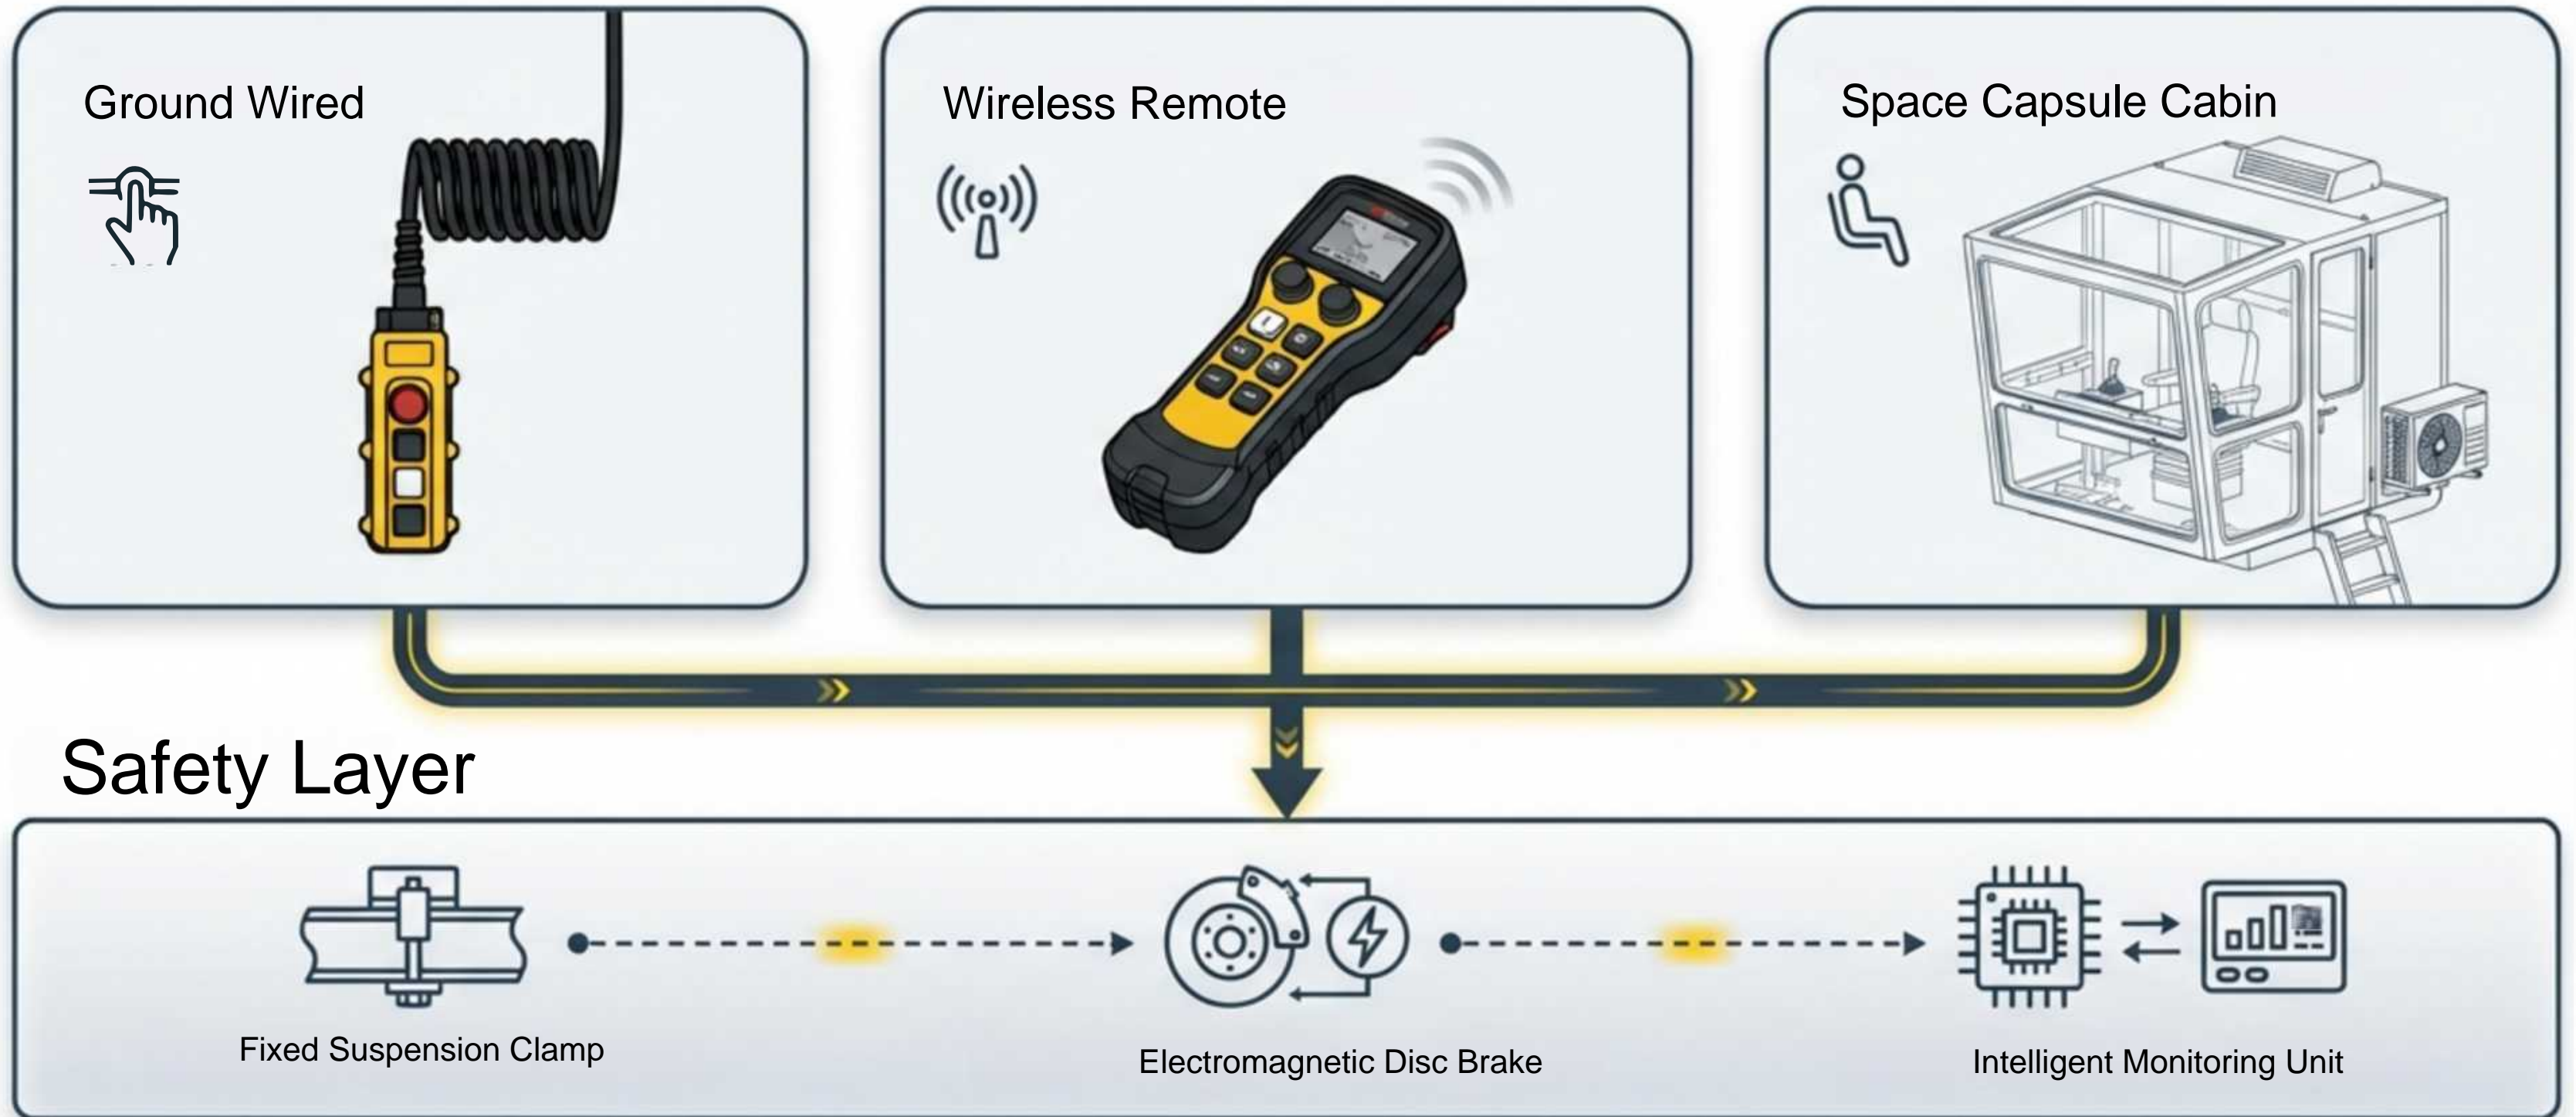 Ground Wired
Wireless Remote
Space Capsule Cabin
Safety Layer
Fixed Suspension Clamp
Electromagnetic Disc Brake
Intelligent Monitoring Unit